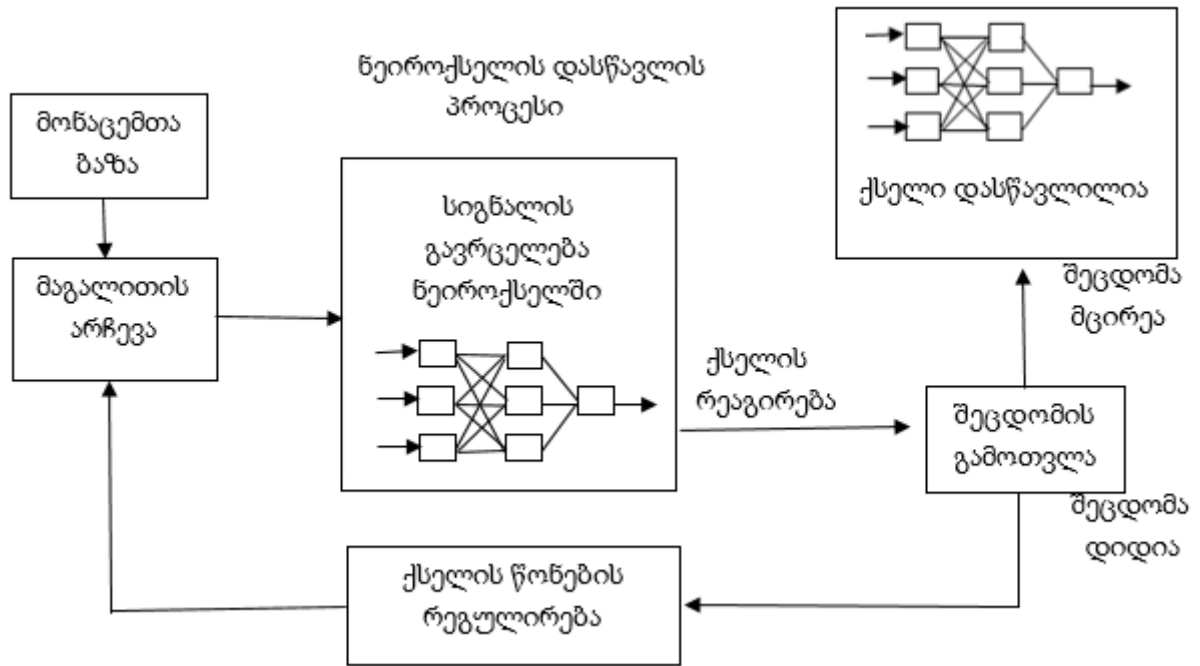 ნეიროქსელის დასწავლის
პროცესი
მონაცემთა
ბაზა
მაგალითის
არჩევა
სიგნალის
გავრცელება
ნეიროქსელში
ქსელის
რეაგირება
შეცდომის
გამოთვლა
შეცდომა
მცირეა
ქსელი დასწავლილია
შეცდომა
დიდია
ქსელის წონების
რეგულირება